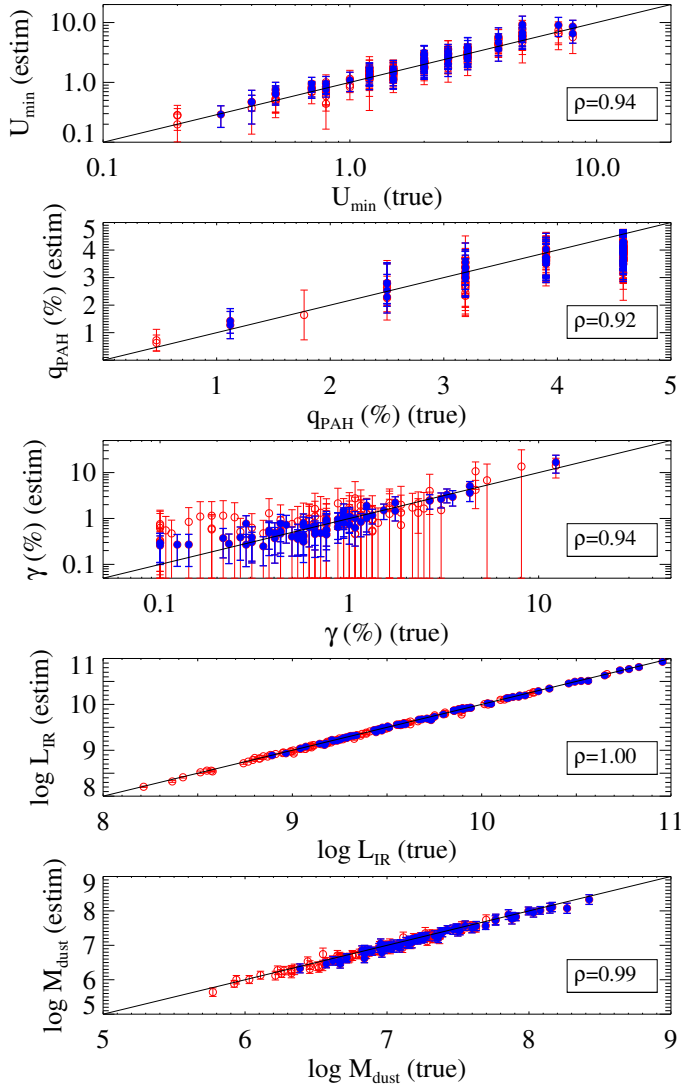 10.0
1.0
0.1
U_min (estim)
ρ=0.94
0.1 1.0 10.0
U_min (true)
5
4
3
2
1
q_PAH (%) (estim)
ρ=0.92
1 2 3 4 5
q_PAH (%) (true)
10
1
0.1
γ (%) (estim)
ρ=0.94
0.1 1 10
γ (%) (true)
11
10
9
8
log L_IR (estim)
ρ=1.00
8 9 10 11
log L_IR (true)
9
8
7
6
5
log M_dust (estim)
ρ=0.99
5 6 7 8 9
log M_dust (true)